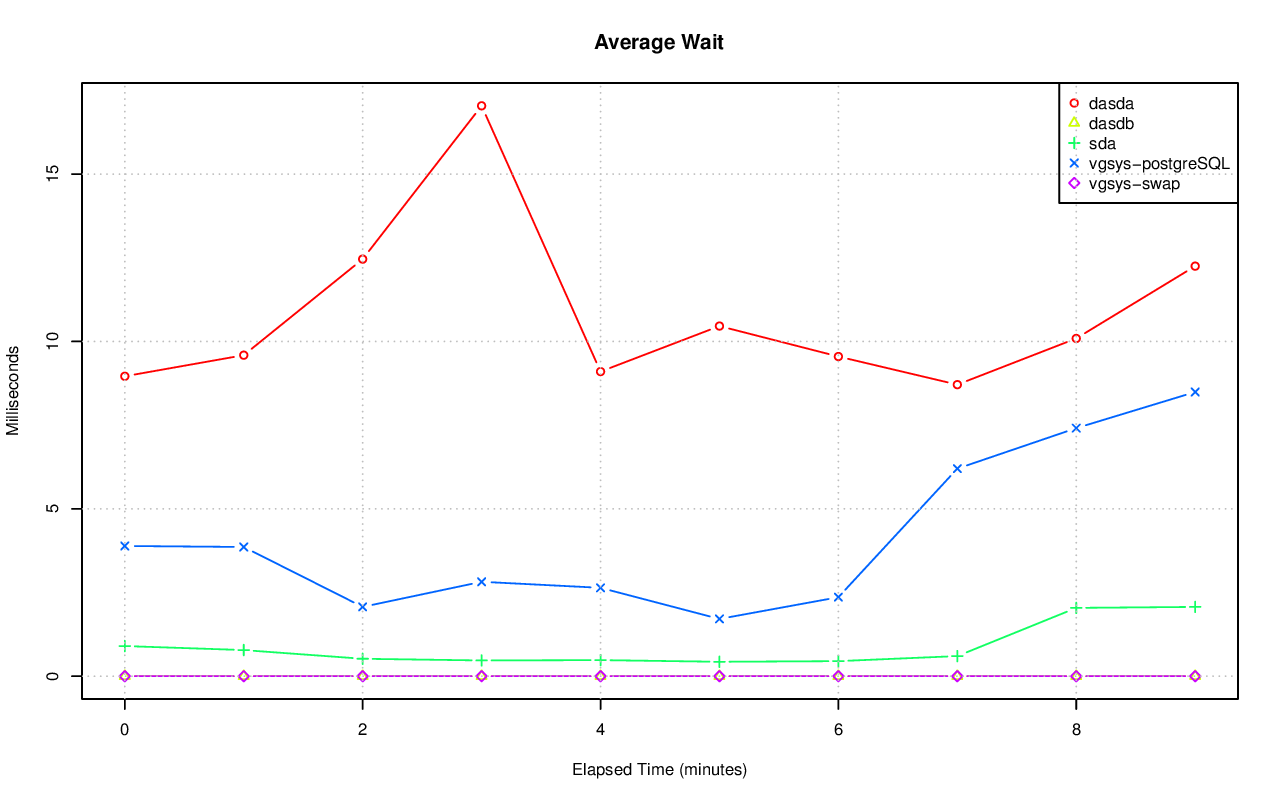 Average Wait
dasda
dasdb
sda
vgsys−postgreSQL
vgsys−swap
15
10
5
0
Milliseconds
0 2 4 6 8
Elapsed Time (minutes)